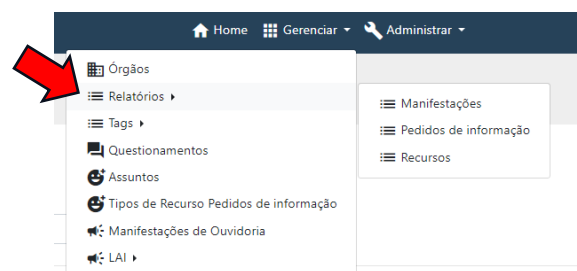 Home Gerenciar Administrar
Órgãos
Relatórios
Tags
Questionamentos
Assuntos
Tipos de Recurso Pedidos de informação
Manifestações de Ouvidoria
LAI
Manifestações
Pedidos de informação
Recursos